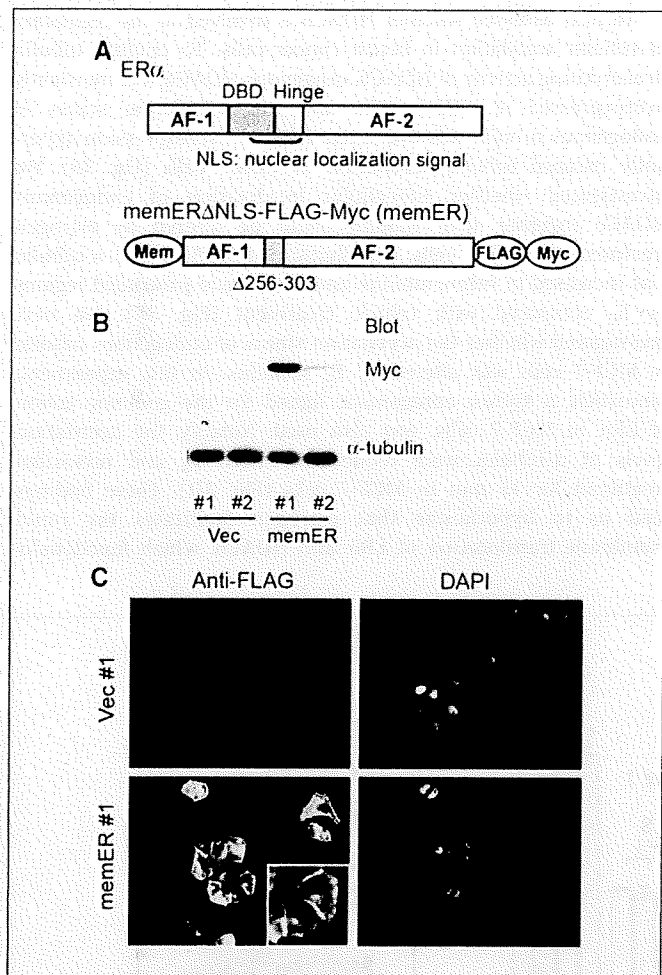 A
ERα
DBD Hinge
AF-1 AF-2
NLS: nuclear localization signal
memERΔNLS-FLAG-Myc (memER)
Mem AF-1 AF-2 FLAG Myc
Δ256-303
B
Blot
Myc
α-tubulin
#1 #2 #1 #2
Vec memER
C
Anti-FLAG DAPI
Vec #1
memER #1